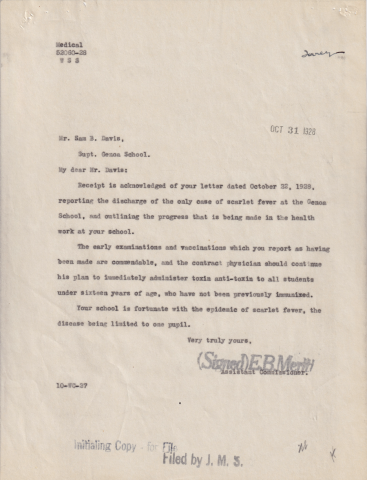 Medical
52065-28
W S S
OCT 31 1928
Mr. Sam B. Davis,
Supt. Genoa School.
My dear Mr. Davis:
Receipt is acknowledged of your letter dated October 22, 1928,
reporting the discharge of the only case of scarlet fever at the Genoa
School, and outlining the progress that is being made in the health
work at your school.
The early examinations and vaccinations which you report as having
been made are commendable, and the contract physician should continue
his plan to immediately administer toxin anti-toxin to all students
under sixteen years of age, who have not been previously immunized.
Your school is fortunate with the epidemic of scarlet fever, the
disease being limited to one pupil.
Very truly yours,
(Signed) E.B. Meritt
Assistant Commissioner.
Initialing Copy - for File
Filed by J. M. S.